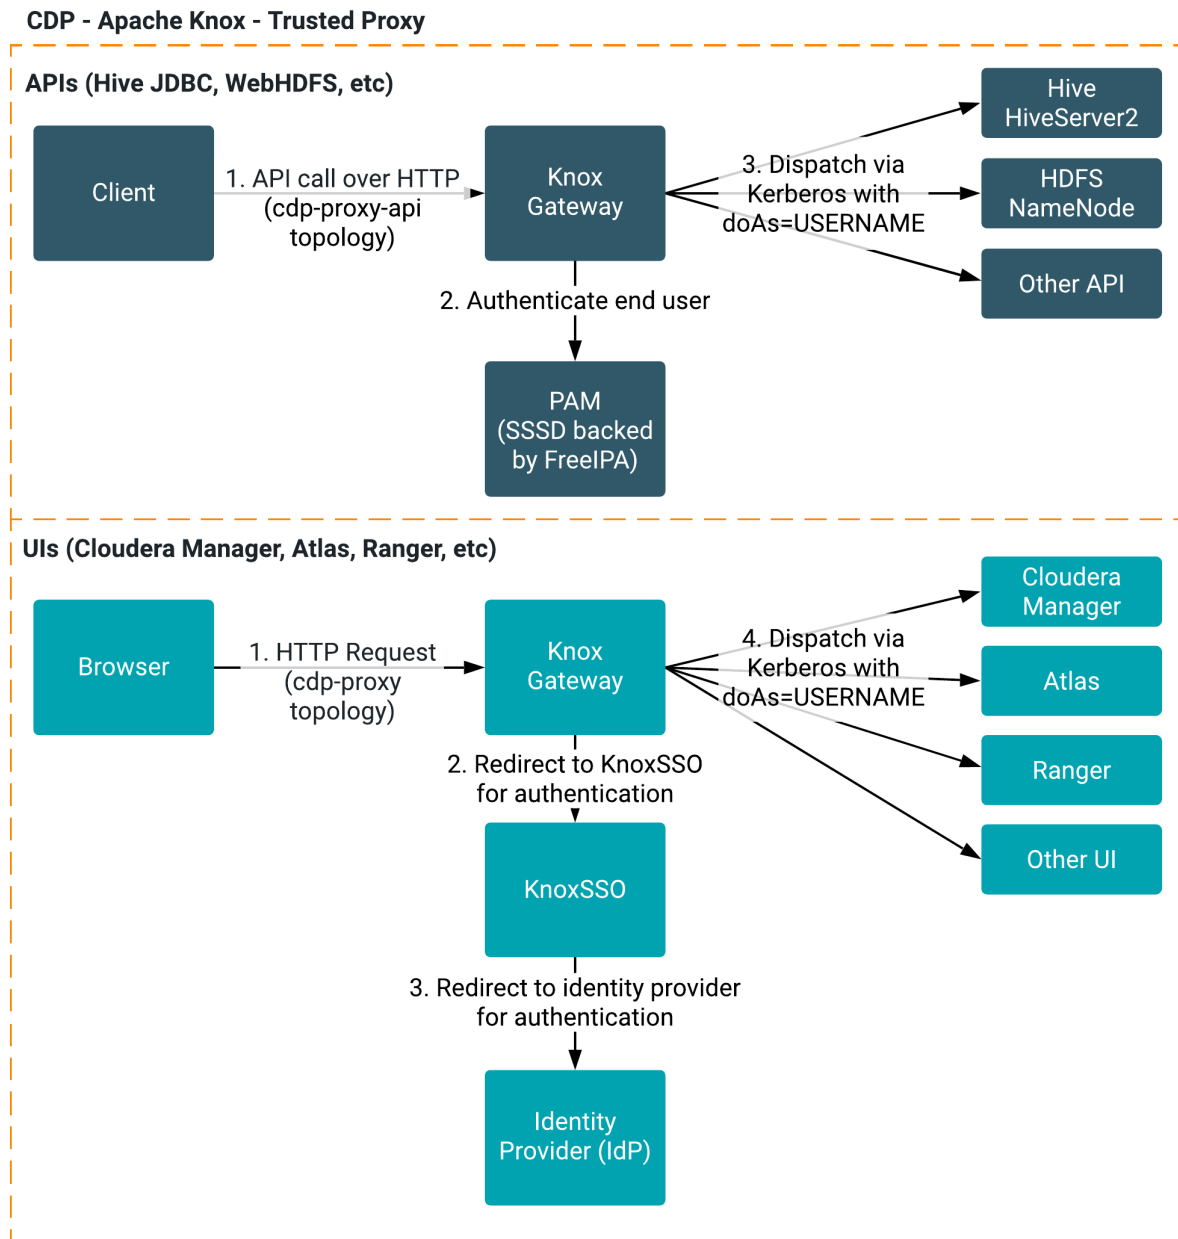 CDP - Apache Knox - Trusted Proxy
APIs (Hive JDBC, WebHDFS, etc)
Client
1. API call over HTTP
(cdp-proxy-api
topology)
Knox
Gateway
3. Dispatch via
Kerberos with
doAs=USERNAME
Hive
HiveServer2
HDFS
NameNode
Other API
2. Authenticate end user
PAM
(SSSD backed
by FreeIPA)
UIs (Cloudera Manager, Atlas, Ranger, etc)
Browser
1. HTTP Request
(cdp-proxy
topology)
Knox
Gateway
4. Dispatch via
Kerberos with
doAs=USERNAME
Cloudera
Manager
Atlas
Ranger
Other UI
2. Redirect to KnoxSSO
for authentication
KnoxSSO
3. Redirect to identity provider
for authentication
Identity
Provider (IdP)